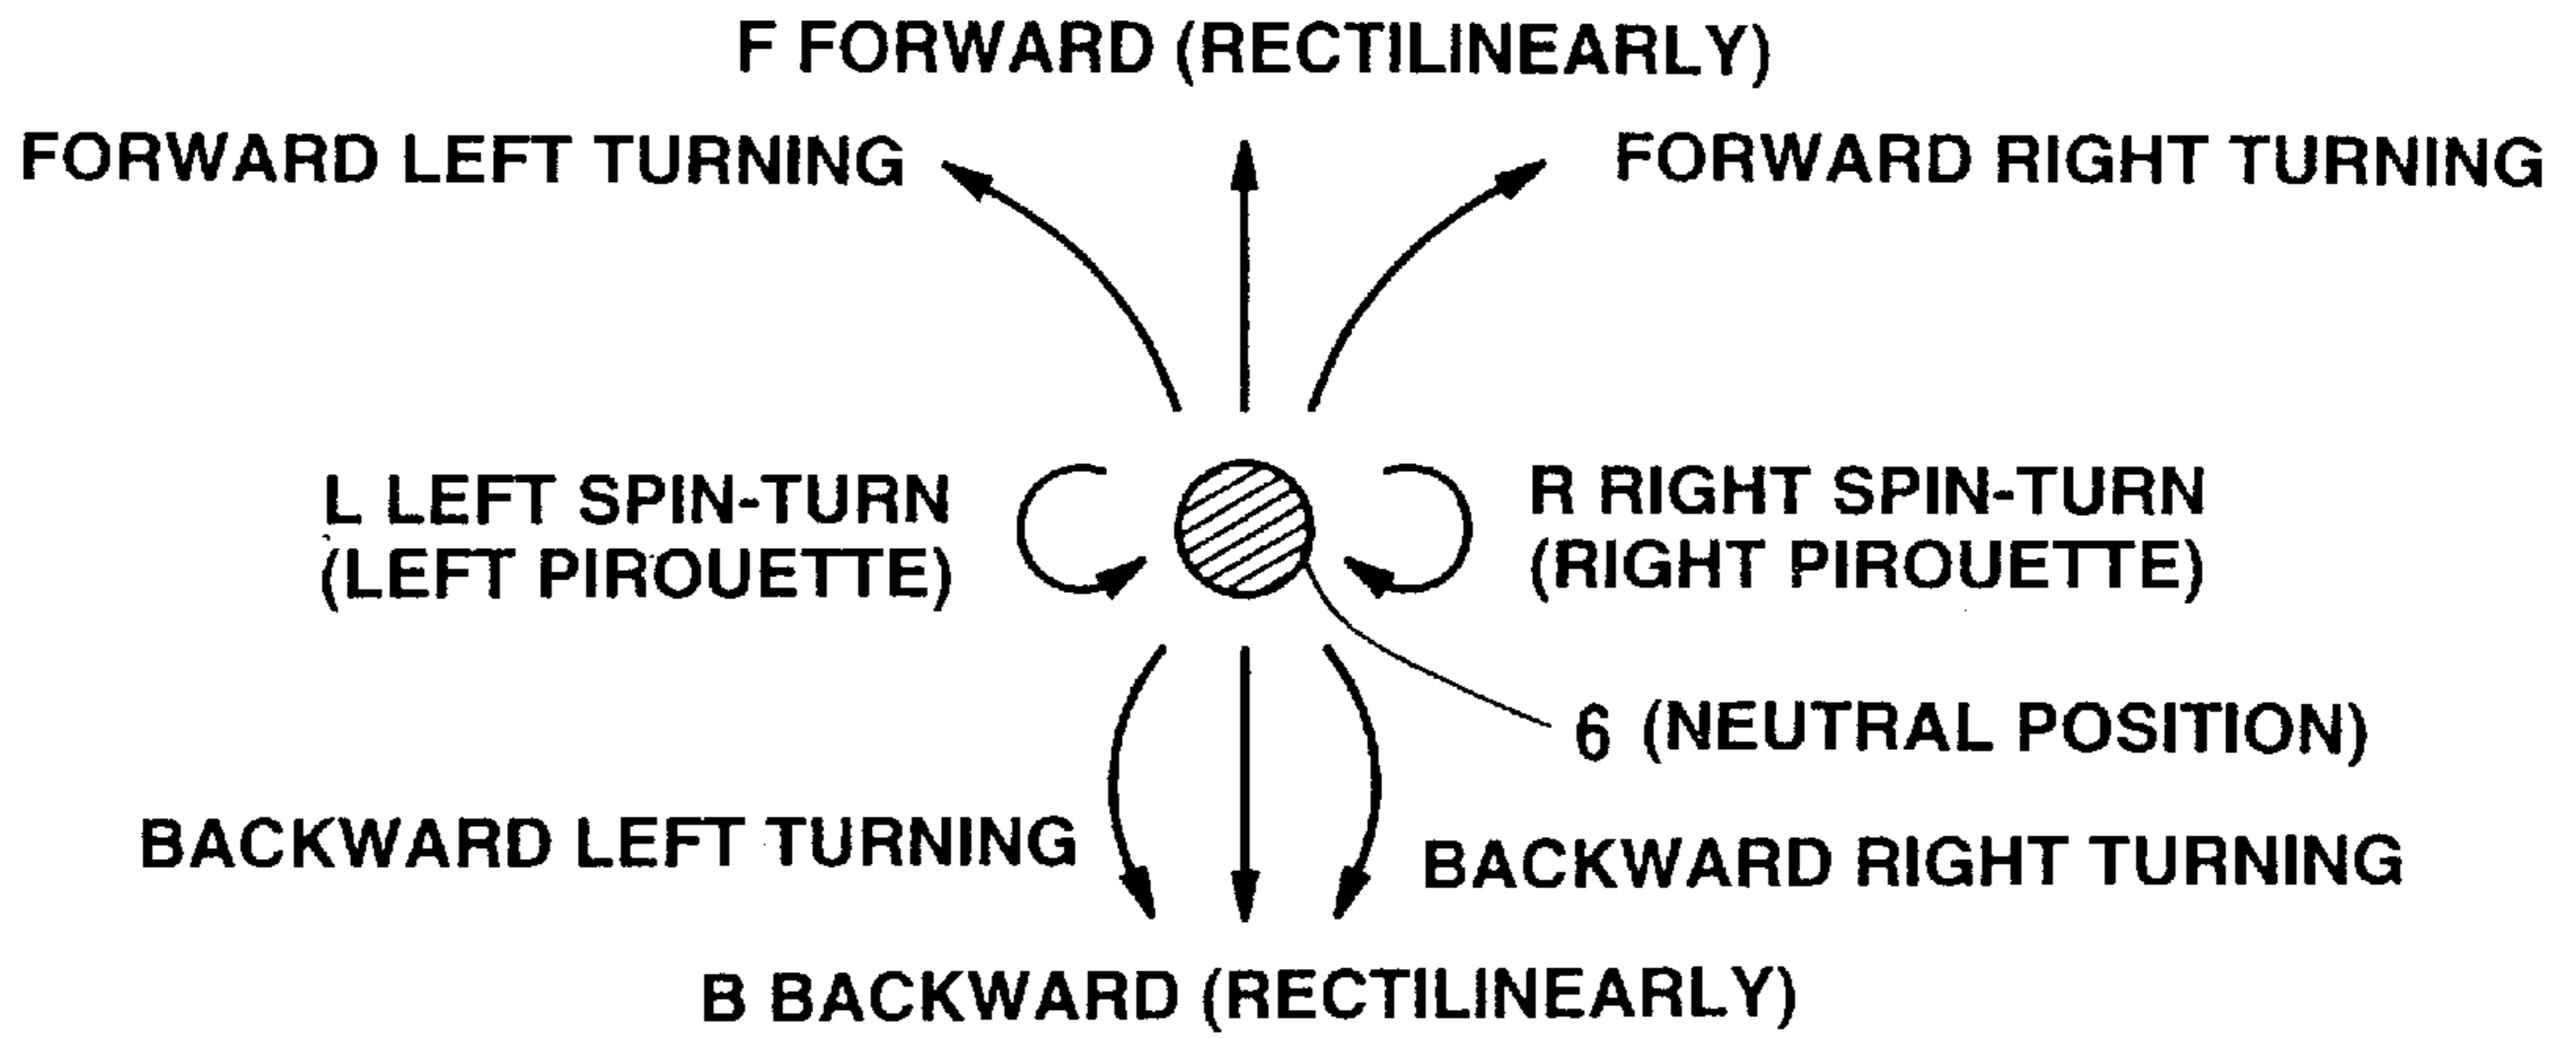 F FORWARD (RECTILINEARLY)
FORWARD LEFT TURNING
FORWARD RIGHT TURNING
L LEFT SPIN-TURN
(LEFT PIROUETTE)
R RIGHT SPIN-TURN
(RIGHT PIROUETTE)
6 (NEUTRAL POSITION)
BACKWARD LEFT TURNING
BACKWARD RIGHT TURNING
B BACKWARD (RECTILINEARLY)